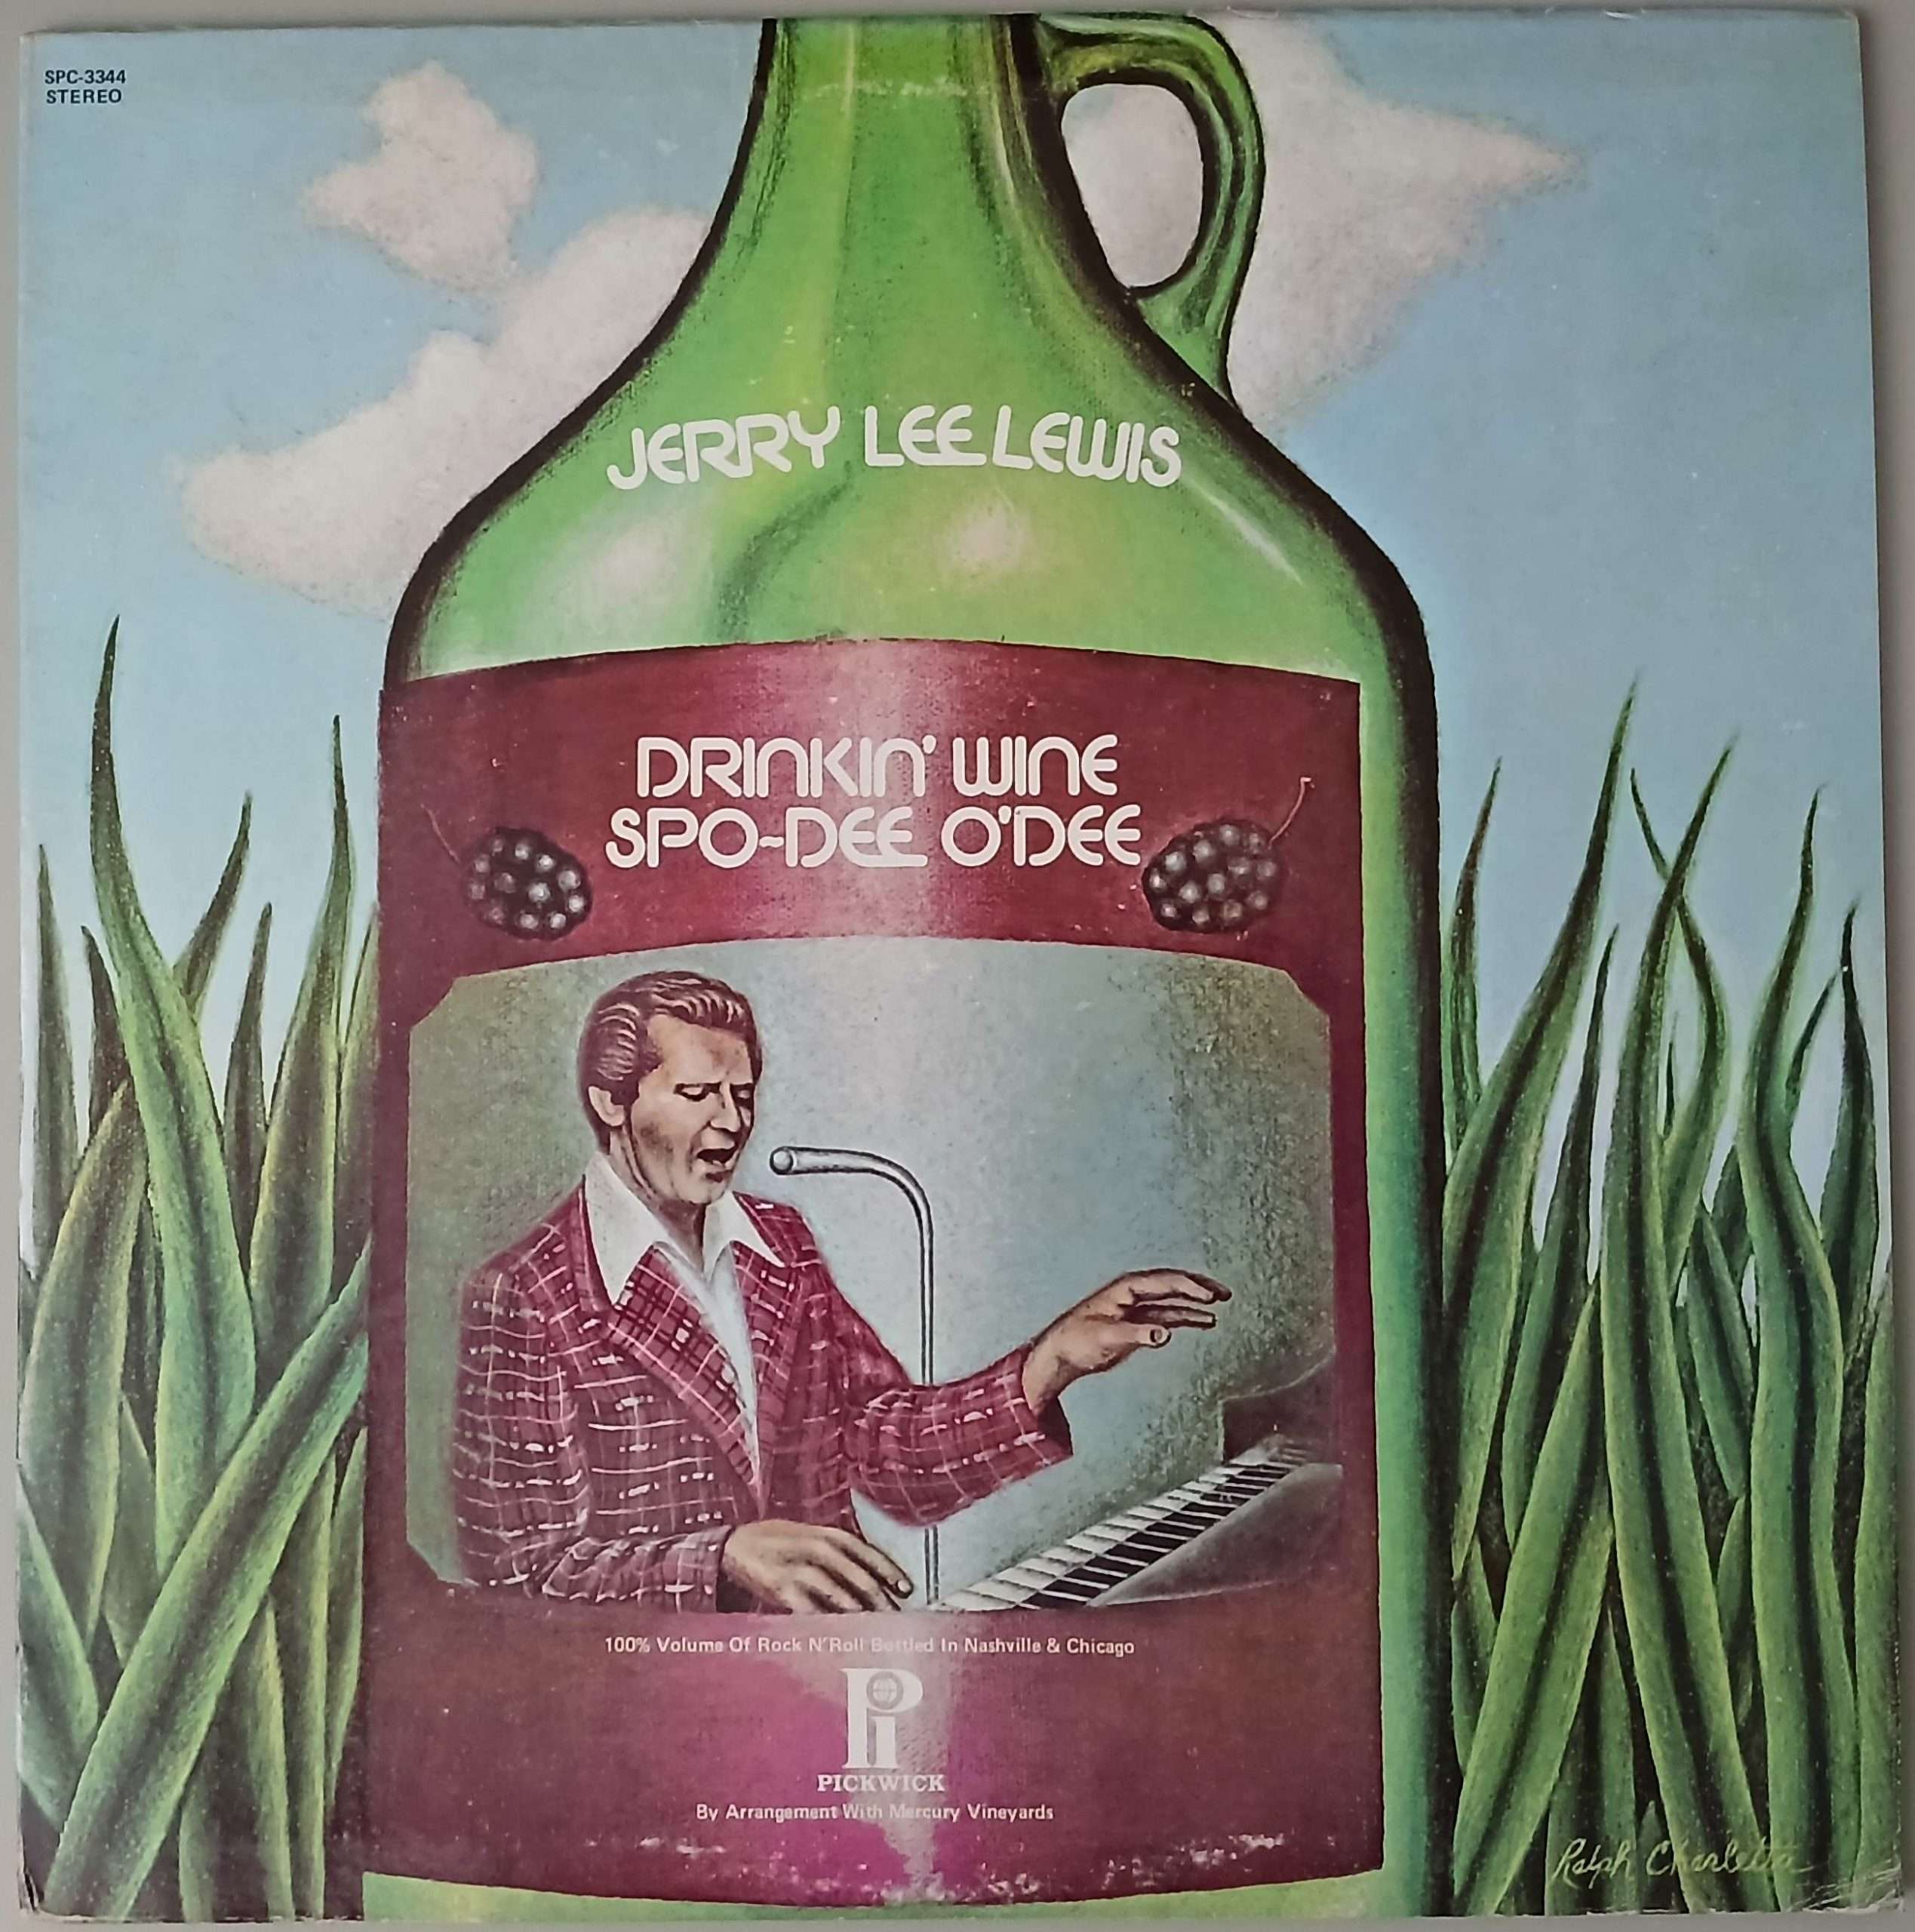 SPC-3344
STEREO
JERRY LEE LEWIS
DRINKIN' WINE
SPO-DEE O'DEE
100% Volume Of Rock N'Roll Bottled In Nashville & Chicago
Pi
PICKWICK
By Arrangement With Mercury Vineyards
Ralph